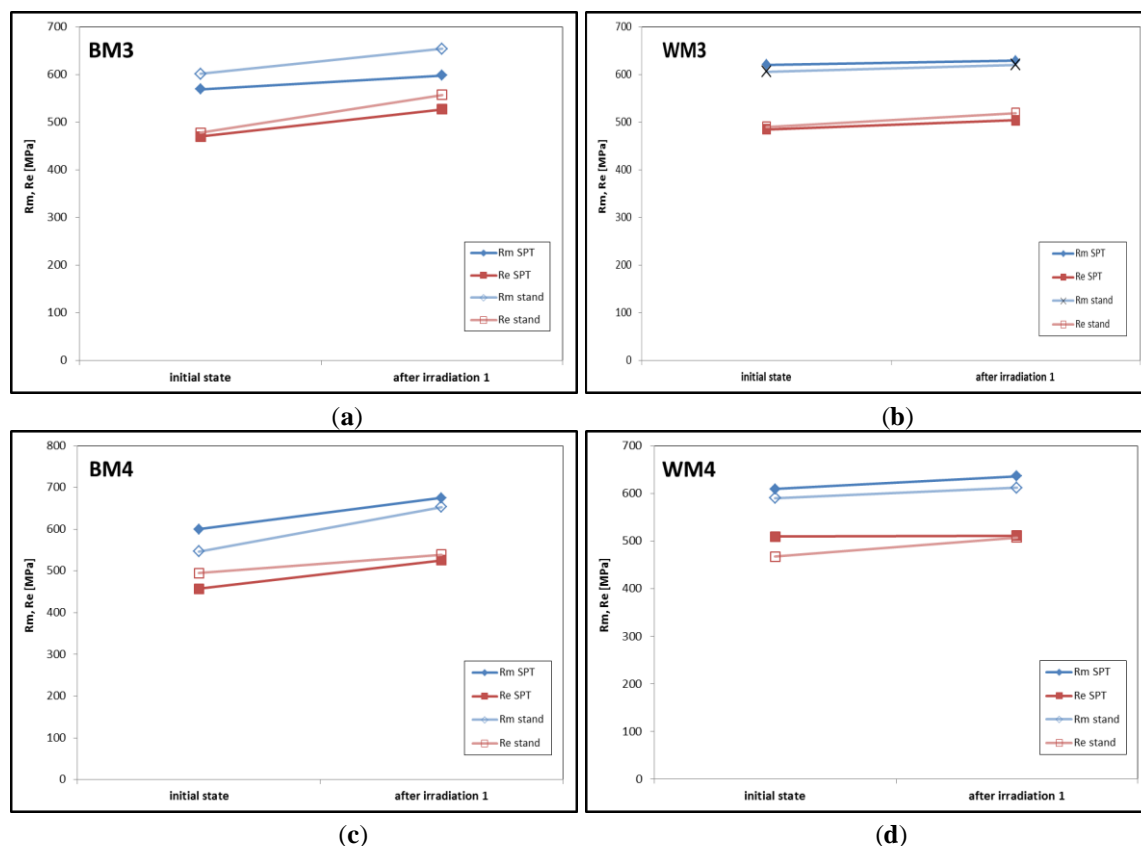 BM3
Rm, Re [MPa]
700
600
500
400
300
200
100
0
initial state
after irradiation 1
Rm SPT
Re SPT
Rm stand
Re stand
(a)
WM3
Rm, Re [MPa]
700
600
500
400
300
200
100
0
initial state
after irradiation 1
Rm SPT
Re SPT
Rm stand
Re stand
(b)
BM4
Rm, Re [MPa]
800
700
600
500
400
300
200
100
0
initial state
after irradiation 1
Rm SPT
Re SPT
Rm stand
Re stand
(c)
WM4
Rm, Re [MPa]
700
600
500
400
300
200
100
0
initial state
after irradiation 1
Rm SPT
Re SPT
Rm stand
Re stand
(d)